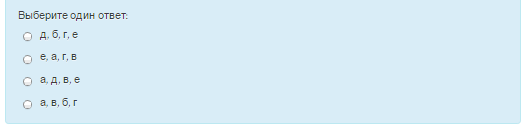 Выберите один ответ:
д, б, г, е
е, а, г, в
а, д, в, е
а, в, б, г